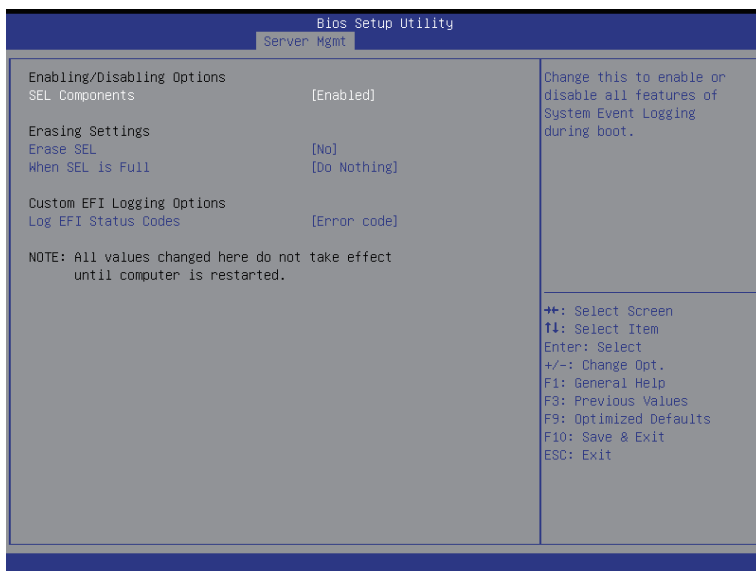 Bios Setup Utility
Server Mgmt
Enabling/Disabling Options
SEL Components [Enabled]
Erasing Settings
Erase SEL [No]
When SEL is Full [Do Nothing]
Custom EFI Logging Options
Log EFI Status Codes [Error code]
NOTE: All values changed here do not take effect
until computer is restarted.
Change this to enable or
disable all features of
System Event Logging
during boot.
→←: Select Screen
↑↓: Select Item
Enter: Select
+/-: Change Opt.
F1: General Help
F3: Previous Values
F9: Optimized Defaults
F10: Save & Exit
ESC: Exit